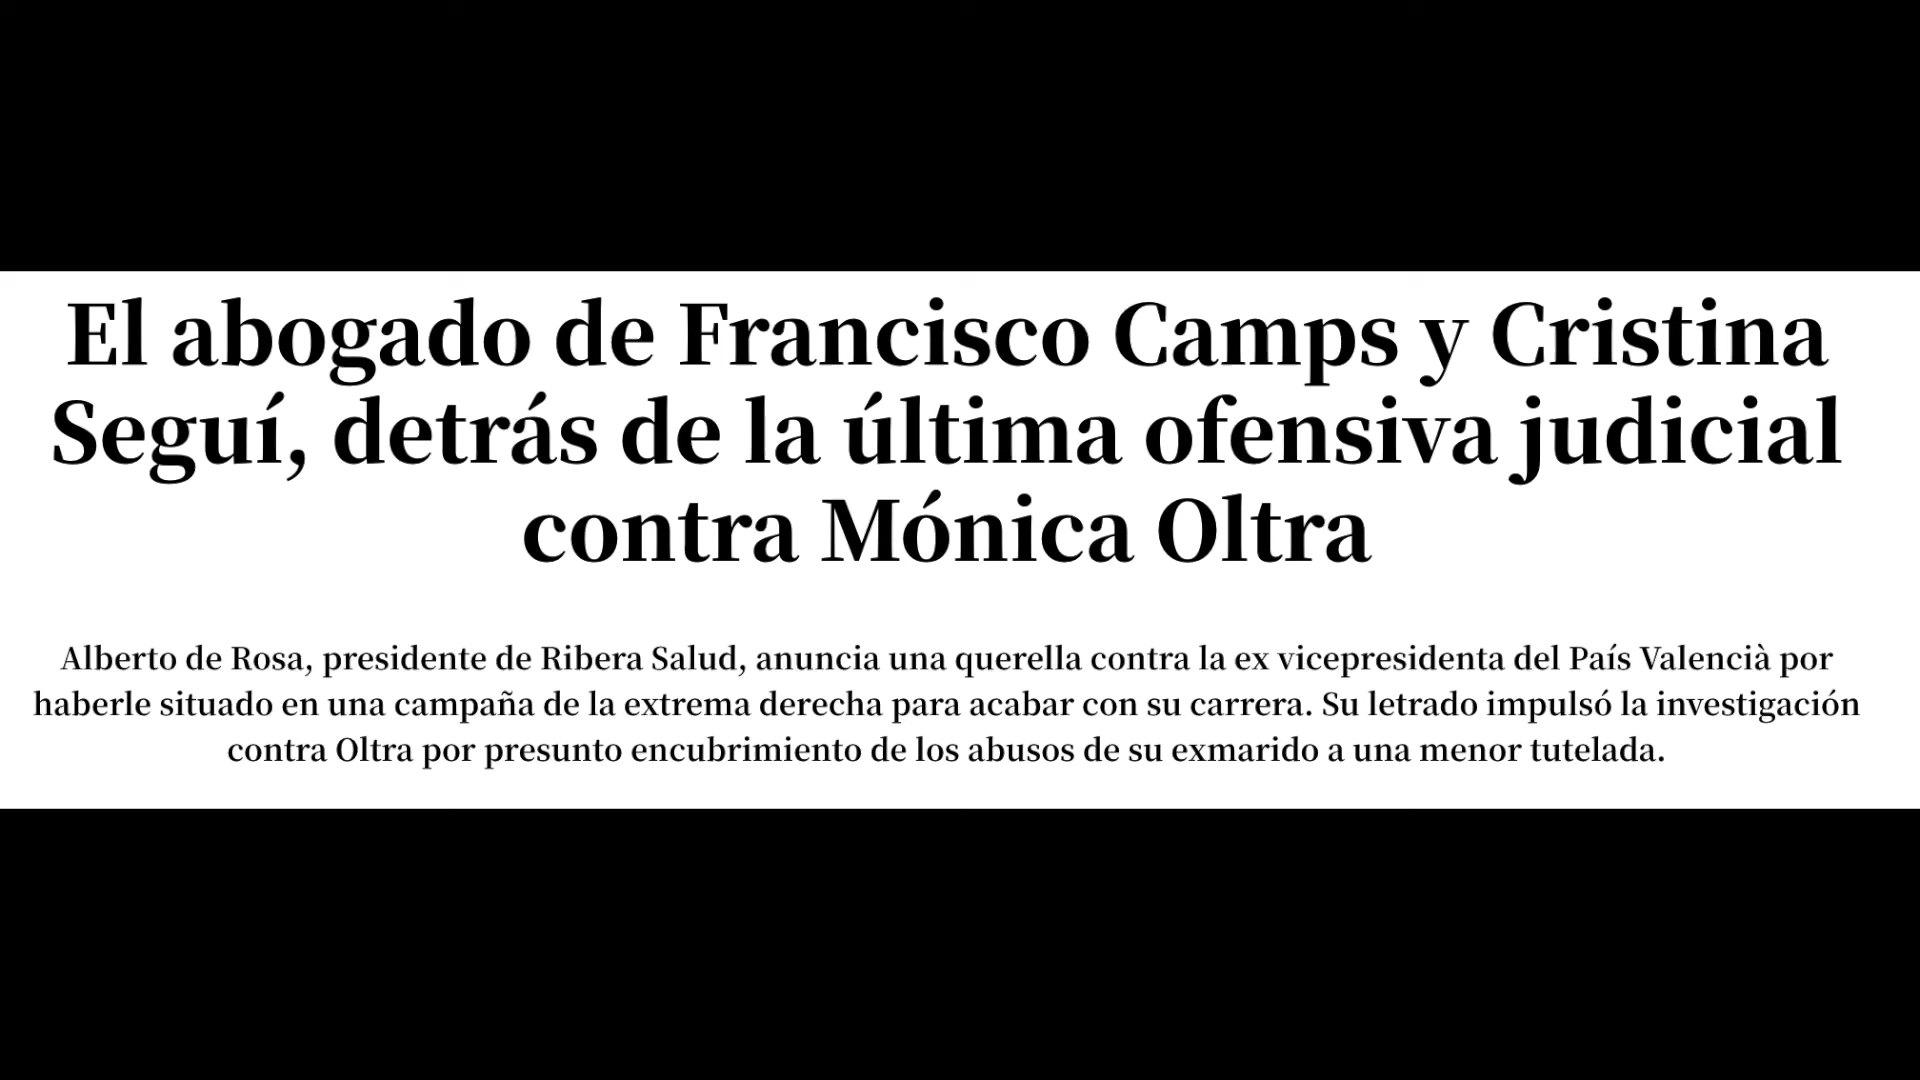 El abogado de Francisco Camps y Cristina
Seguí, detrás de la última ofensiva judicial
contra Mónica Oltra
Alberto de Rosa, presidente de Ribera Salud, anuncia una querella contra la ex vicepresidenta del País Valencià por
haberle situado en una campaña de la extrema derecha para acabar con su carrera. Su letrado impulsó la investigación
contra Oltra por presunto encubrimiento de los abusos de su exmarido a una menor tutelada.